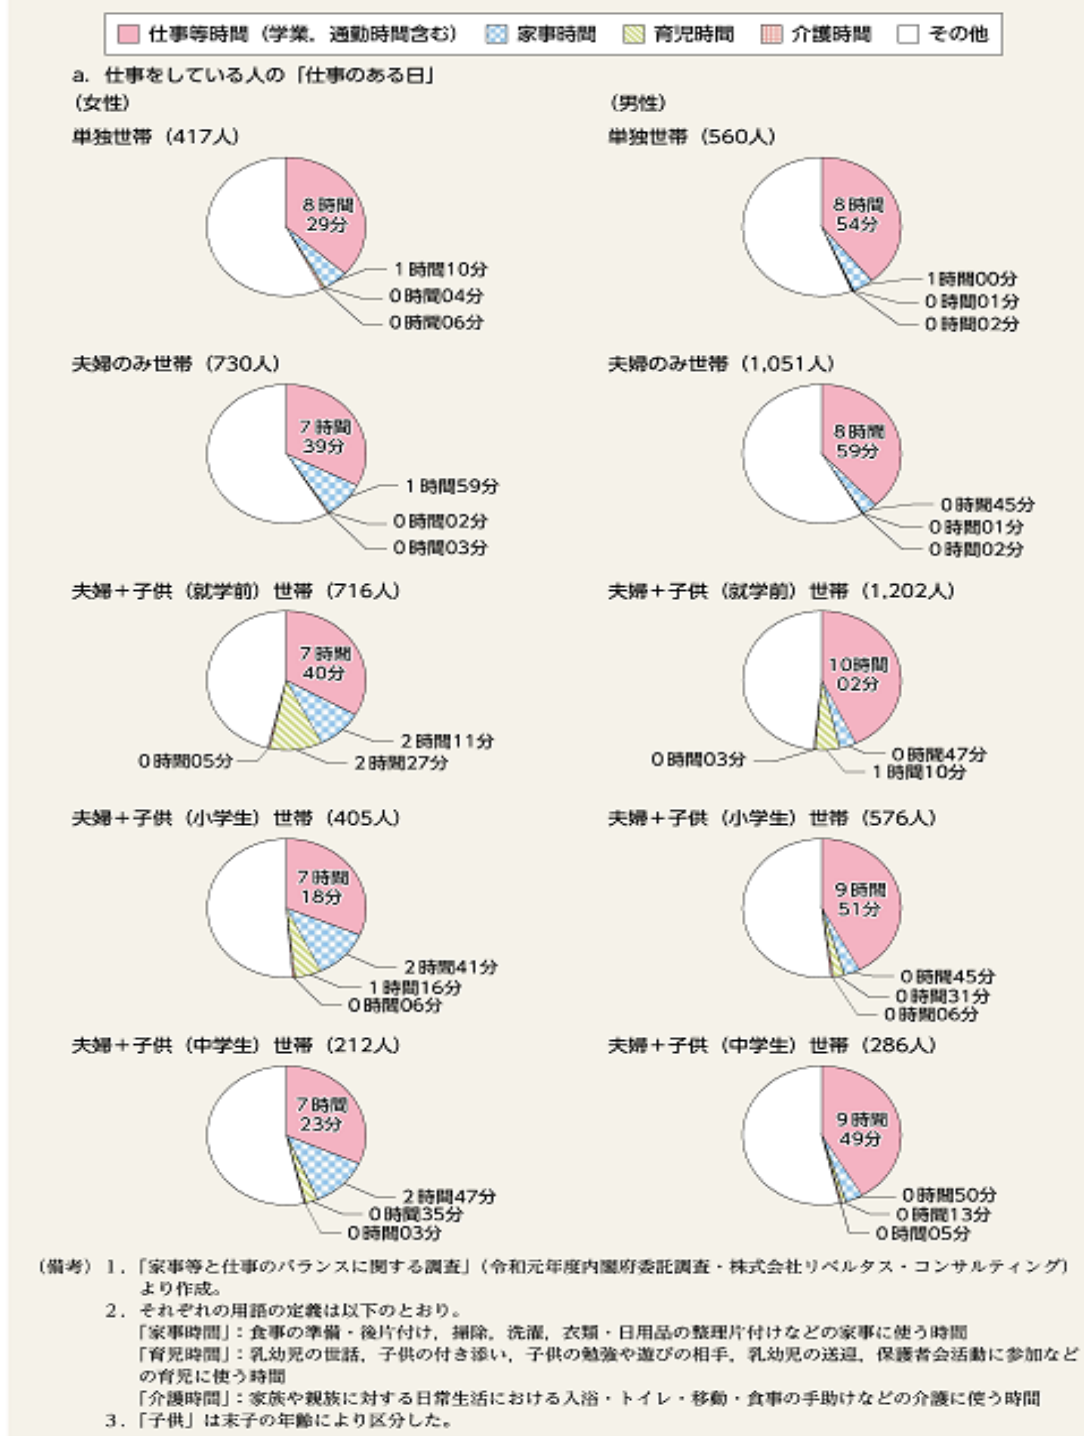 仕事等時間（学業，通勤時間含む） 家事時間 育児時間 介護時間 その他
a．仕事をしている人の「仕事のある日」
（女性）
単独世帯（417人）
8時間
29分
1時間10分
0時間04分
0時間06分
夫婦のみ世帯（730人）
7時間
39分
1時間59分
0時間02分
0時間03分
夫婦＋子供（就学前）世帯（716人）
7時間
40分
2時間11分
2時間27分
0時間05分
夫婦＋子供（小学生）世帯（405人）
7時間
18分
2時間41分
1時間16分
0時間06分
夫婦＋子供（中学生）世帯（212人）
7時間
23分
2時間47分
0時間35分
0時間03分
（男性）
単独世帯（560人）
8時間
54分
1時間00分
0時間01分
0時間02分
夫婦のみ世帯（1,051人）
8時間
59分
0時間45分
0時間01分
0時間02分
夫婦＋子供（就学前）世帯（1,202人）
10時間
02分
0時間47分
1時間10分
0時間03分
夫婦＋子供（小学生）世帯（576人）
9時間
51分
0時間45分
0時間31分
0時間06分
夫婦＋子供（中学生）世帯（286人）
9時間
49分
0時間50分
0時間13分
0時間05分
（備考）1．「家事等と仕事のバランスに関する調査」（令和元年度内閣府委託調査・株式会社リベルタス・コンサルティング）
より作成。
2．それぞれの用語の定義は以下のとおり。
「家事時間」：食事の準備・後片付け，掃除，洗濯，衣類・日用品の整理片付けなどの家事に使う時間
「育児時間」：乳幼児の世話，子供の付き添い，子供の勉強や遊びの相手，乳幼児の送迎，保護者会活動に参加など
の育児に使う時間
「介護時間」：家族や親族に対する日常生活における入浴・トイレ・移動・食事の手助けなどの介護に使う時間
3．「子供」は末子の年齢により区分した。